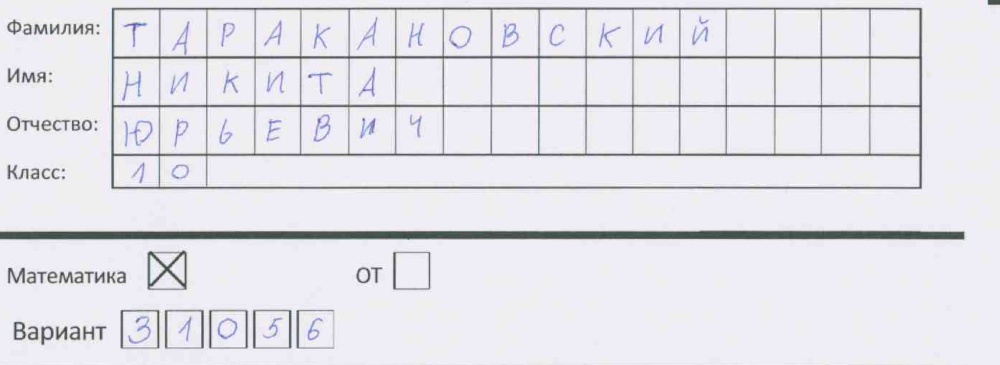 Фамилия: ТАРАКАНОВСКИЙ
Имя: НИКИТА
Отчество: ЮРЬЕВИЧ
Класс: 10
Математика ОТ
Вариант 31056